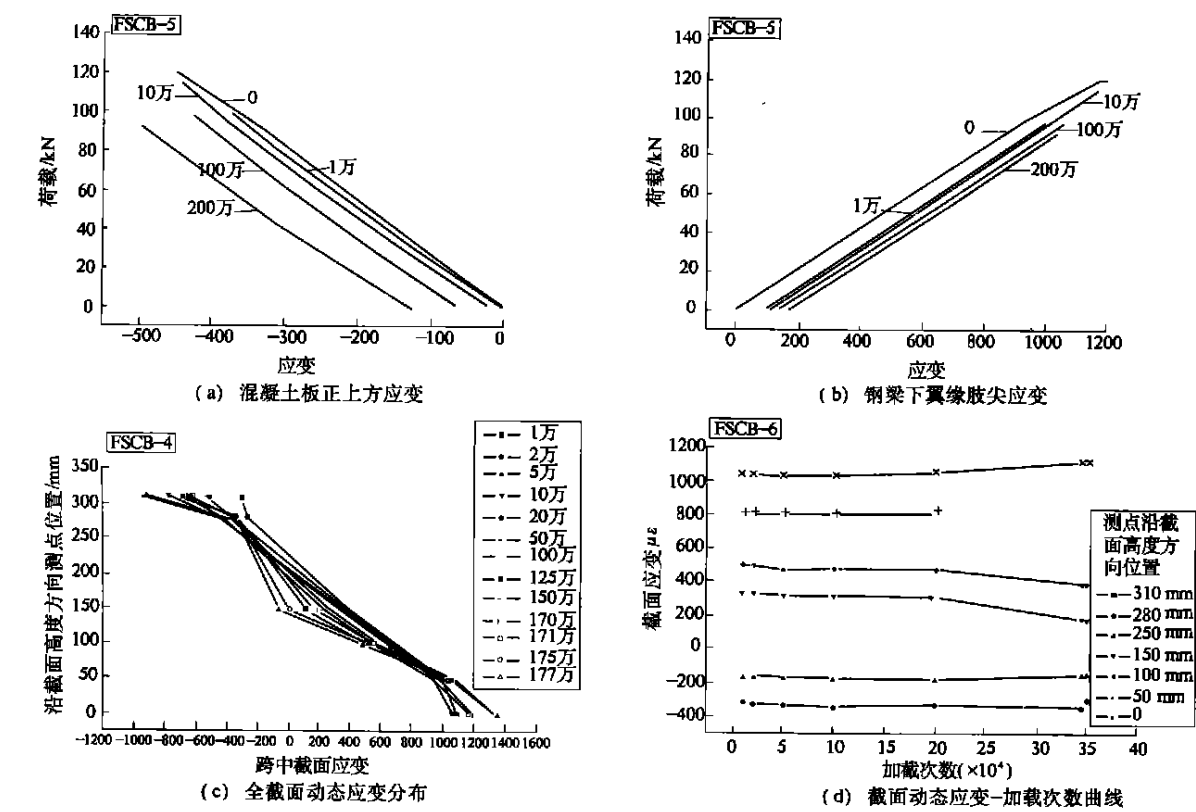 FSCB-5
140
120
100
80
60
40
20
0
荷载/kN
10万
0
1万
100万
200万
-500 -400 -300 -200 -100 0
应变
(a) 混凝土板正上方应变
FSCB-5
140
120
100
80
60
40
20
0
荷载/kN
0
10万
100万
200万
1万
0 200 400 600 800 1000 1200
应变
(b) 钢梁下翼缘肢尖应变
FSCB-4
350
300
250
200
150
100
50
0
沿截面高度方向测点位置/mm
-1200 -1000 -800 -600 -400 -200 0 200 400 600 800 1000 1200 1400 1600
跨中截面应变
1万
2万
5万
10万
20万
50万
100万
125万
150万
170万
171万
175万
177万
(c) 全截面动态应变分布
FSCB-6
1200
1000
800
600
400
200
0
-200
-400
截面应变με
0 5 10 15 20 25 30 35 40
加载次数(×10⁴)
测点沿截
面高度方
向位置
310 mm
280 mm
250 mm
150 mm
100 mm
50 mm
0
(d) 截面动态应变-加载次数曲线